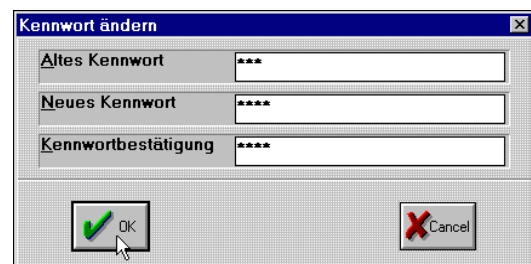 Kennwort ändern
Altes Kennwort ***
Neues Kennwort ****
Kennwortbestätigung ****
OK Cancel